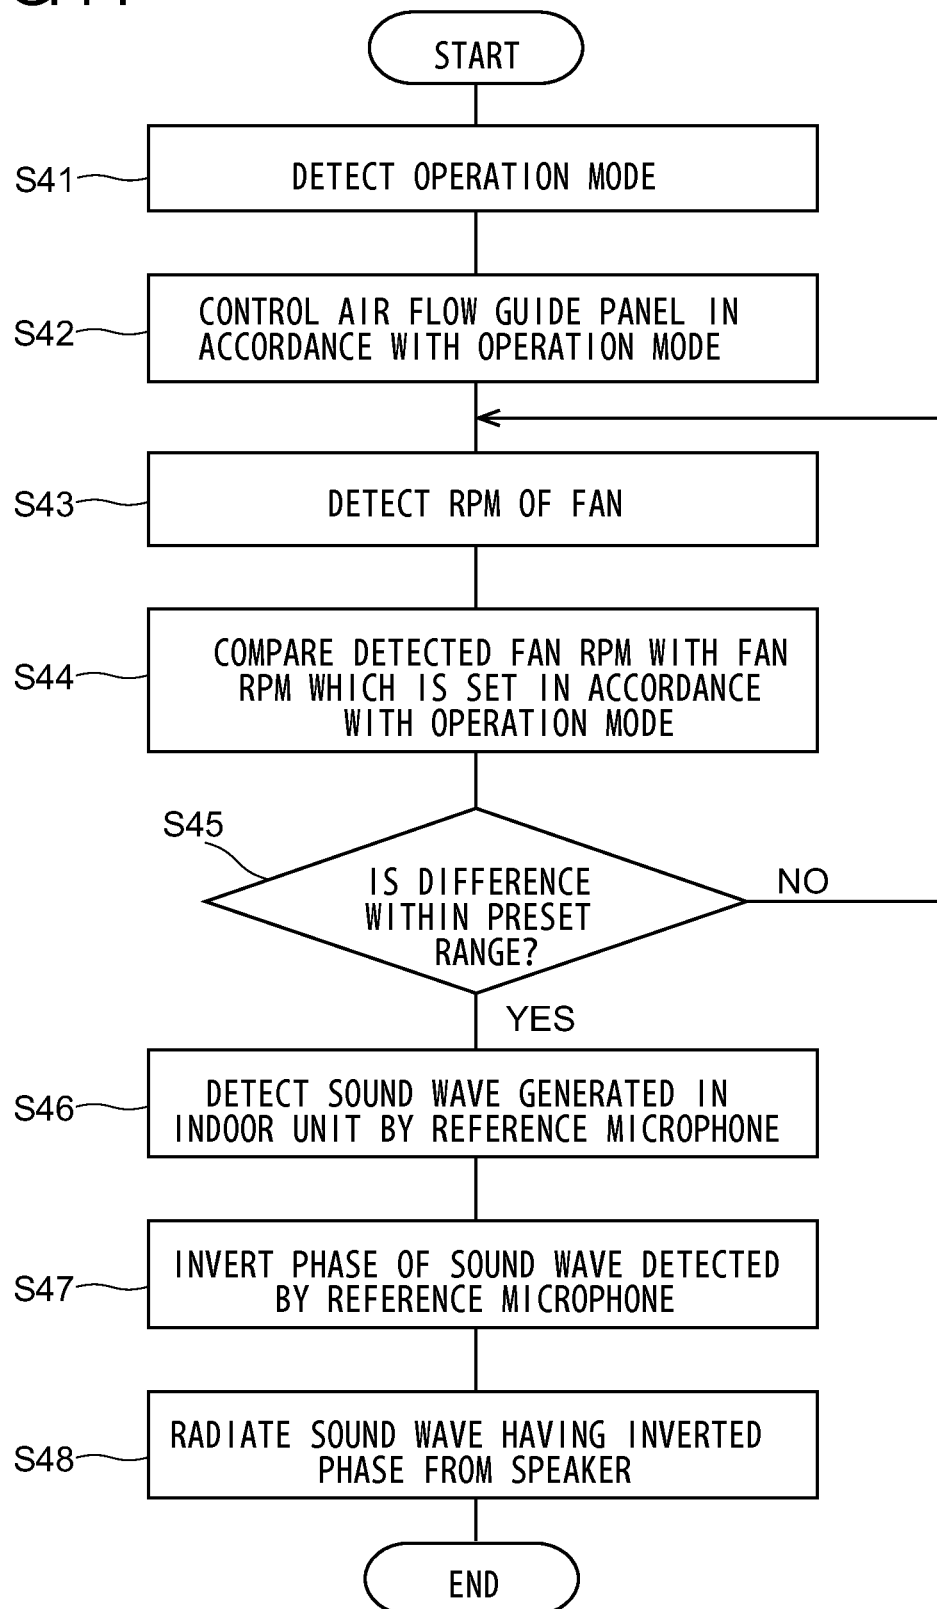 START
S41
DETECT OPERATION MODE
S42
CONTROL AIR FLOW GUIDE PANEL IN
ACCORDANCE WITH OPERATION MODE
S43
DETECT RPM OF FAN
S44
COMPARE DETECTED FAN RPM WITH FAN
RPM WHICH IS SET IN ACCORDANCE
WITH OPERATION MODE
S45
IS DIFFERENCE
WITHIN PRESET
RANGE?
NO
YES
S46
DETECT SOUND WAVE GENERATED IN
INDOOR UNIT BY REFERENCE MICROPHONE
S47
INVERT PHASE OF SOUND WAVE DETECTED
BY REFERENCE MICROPHONE
S48
RADIATE SOUND WAVE HAVING INVERTED
PHASE FROM SPEAKER
END